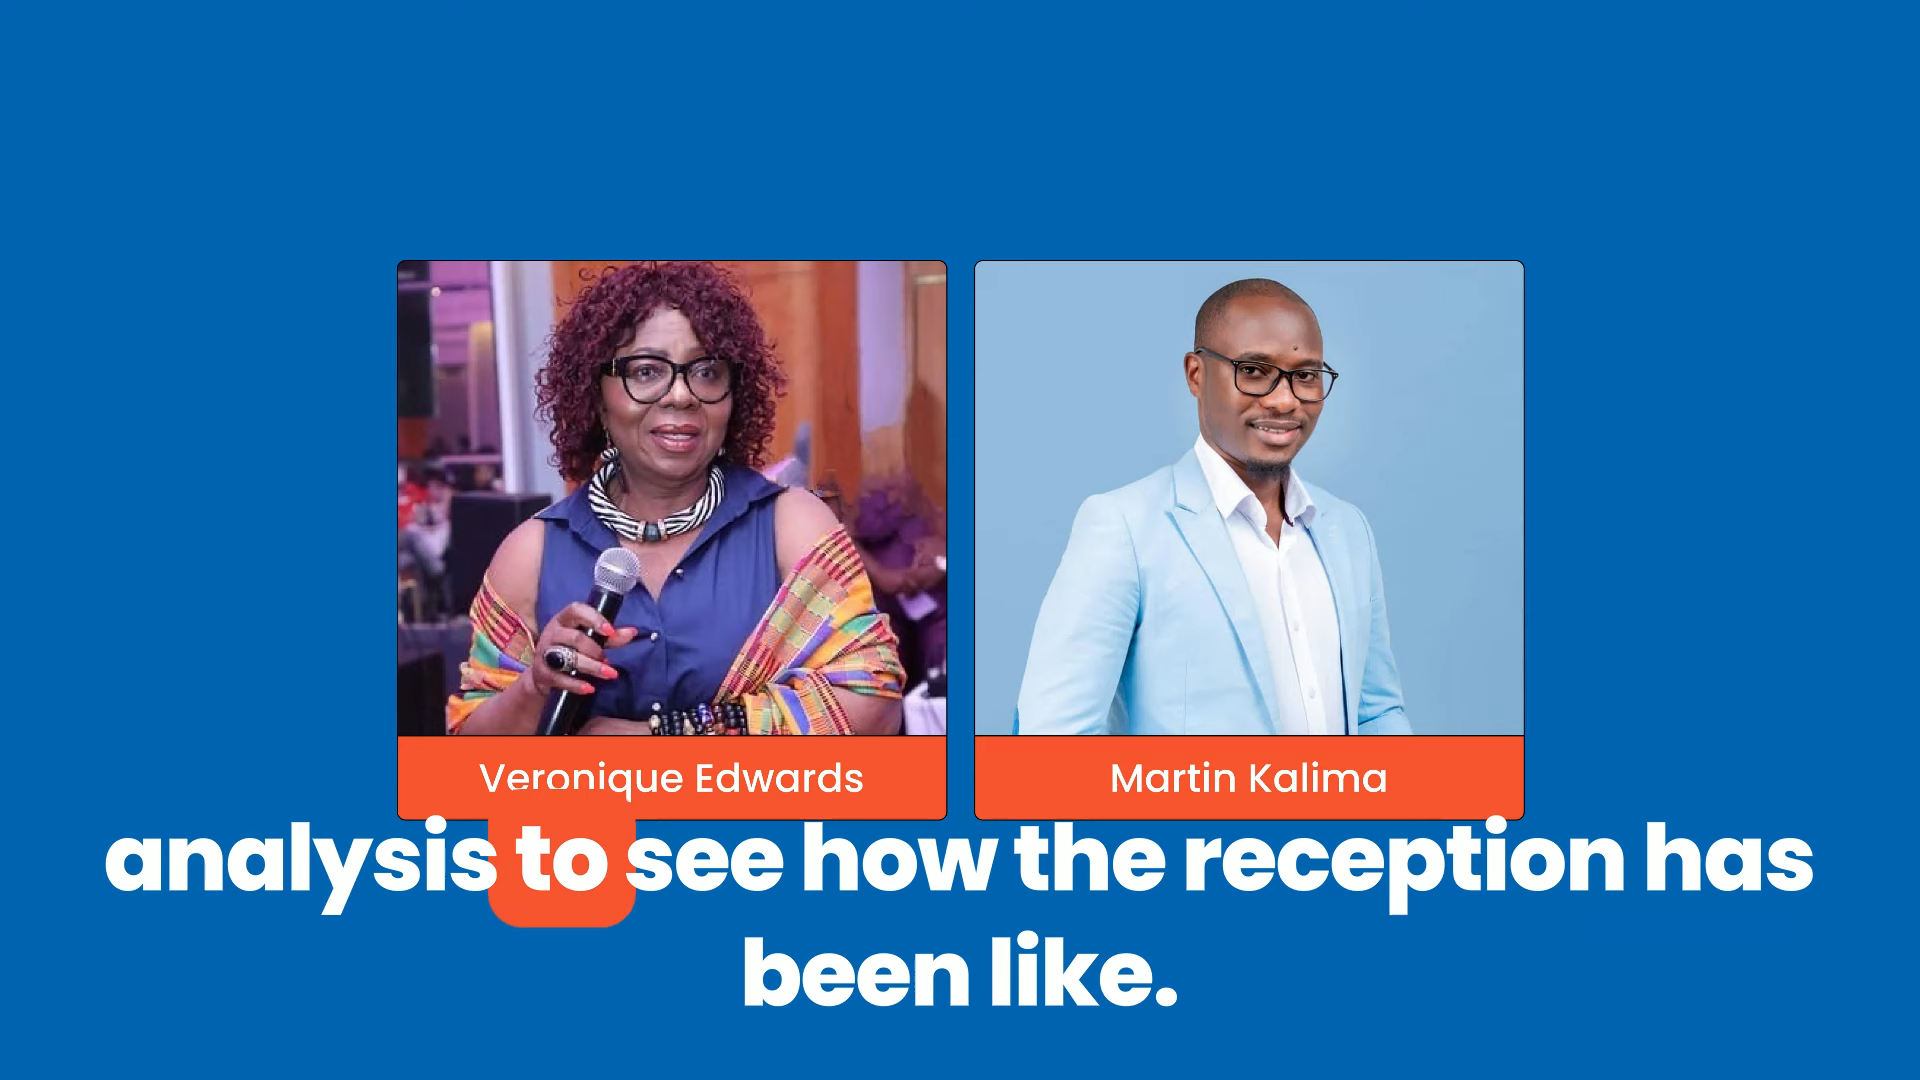 Veronique Edwards
Martin Kalima
analysis to see how the reception has
been like.